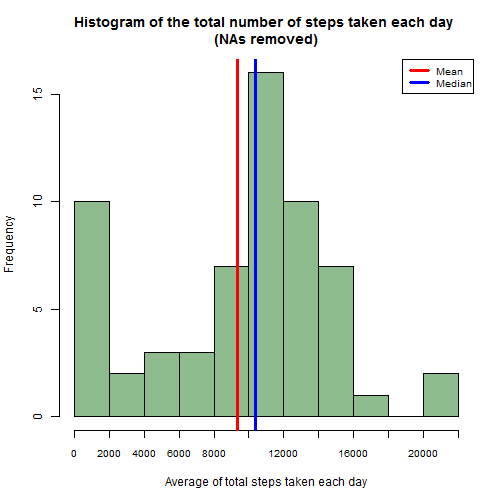 Histogram of the total number of steps taken each day
(NAs removed)
Mean
Median
Frequency
15
10
5
0
0 2000 4000 6000 8000 12000 16000 20000
Average of total steps taken each day